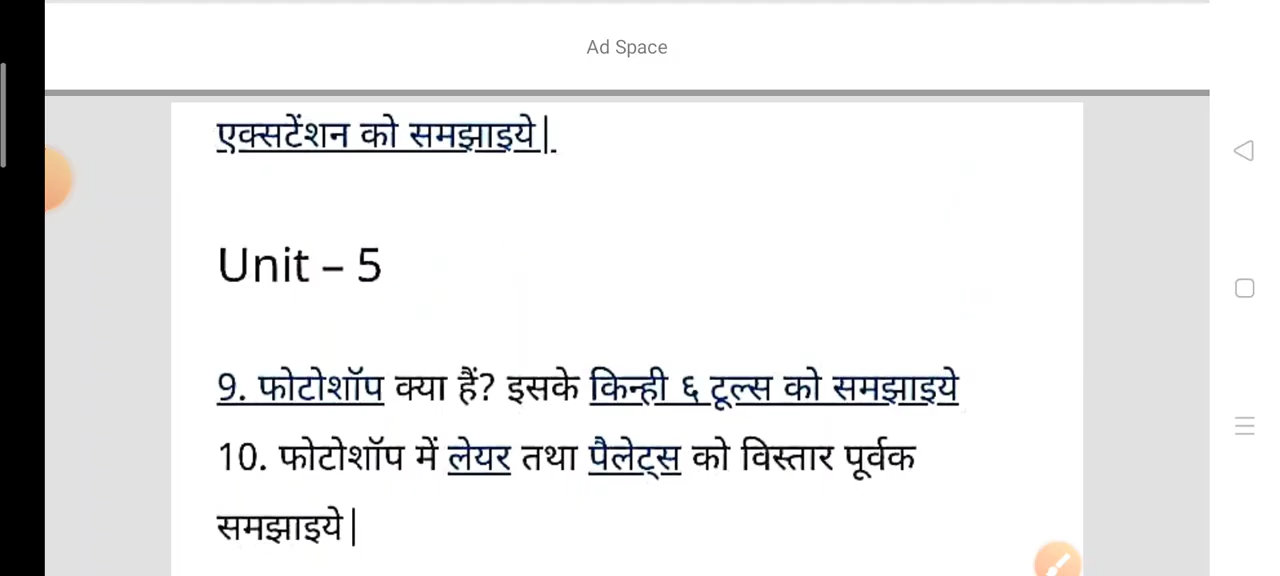 Ad Space
एक्सटेंशन को समझाइये|
Unit – 5
9. फोटोशॉप क्या हैं? इसके किन्ही ६ टूल्स को समझाइये
10. फोटोशॉप में लेयर तथा पैलेट्स को विस्तार पूर्वक
समझाइये|